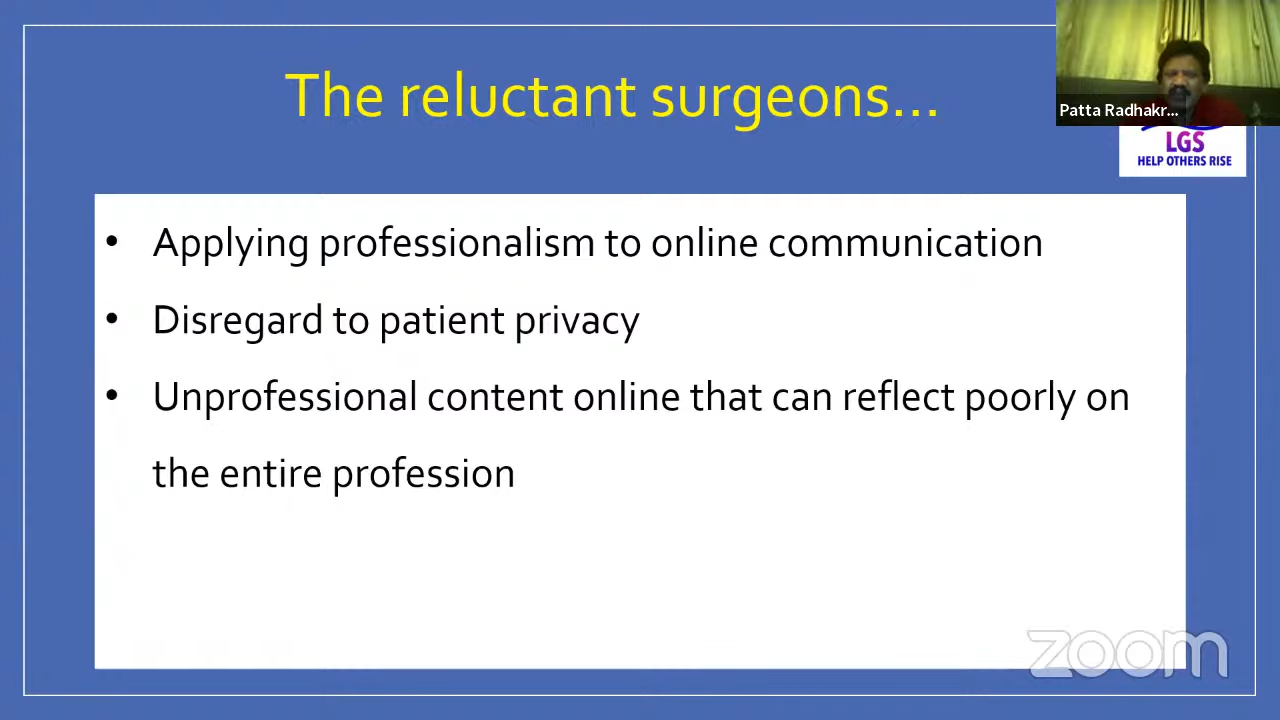 The reluctant surgeons...
Patta Radhakr...
LGS
HELP OTHERS RISE
• Applying professionalism to online communication
• Disregard to patient privacy
• Unprofessional content online that can reflect poorly on
the entire profession
zoom